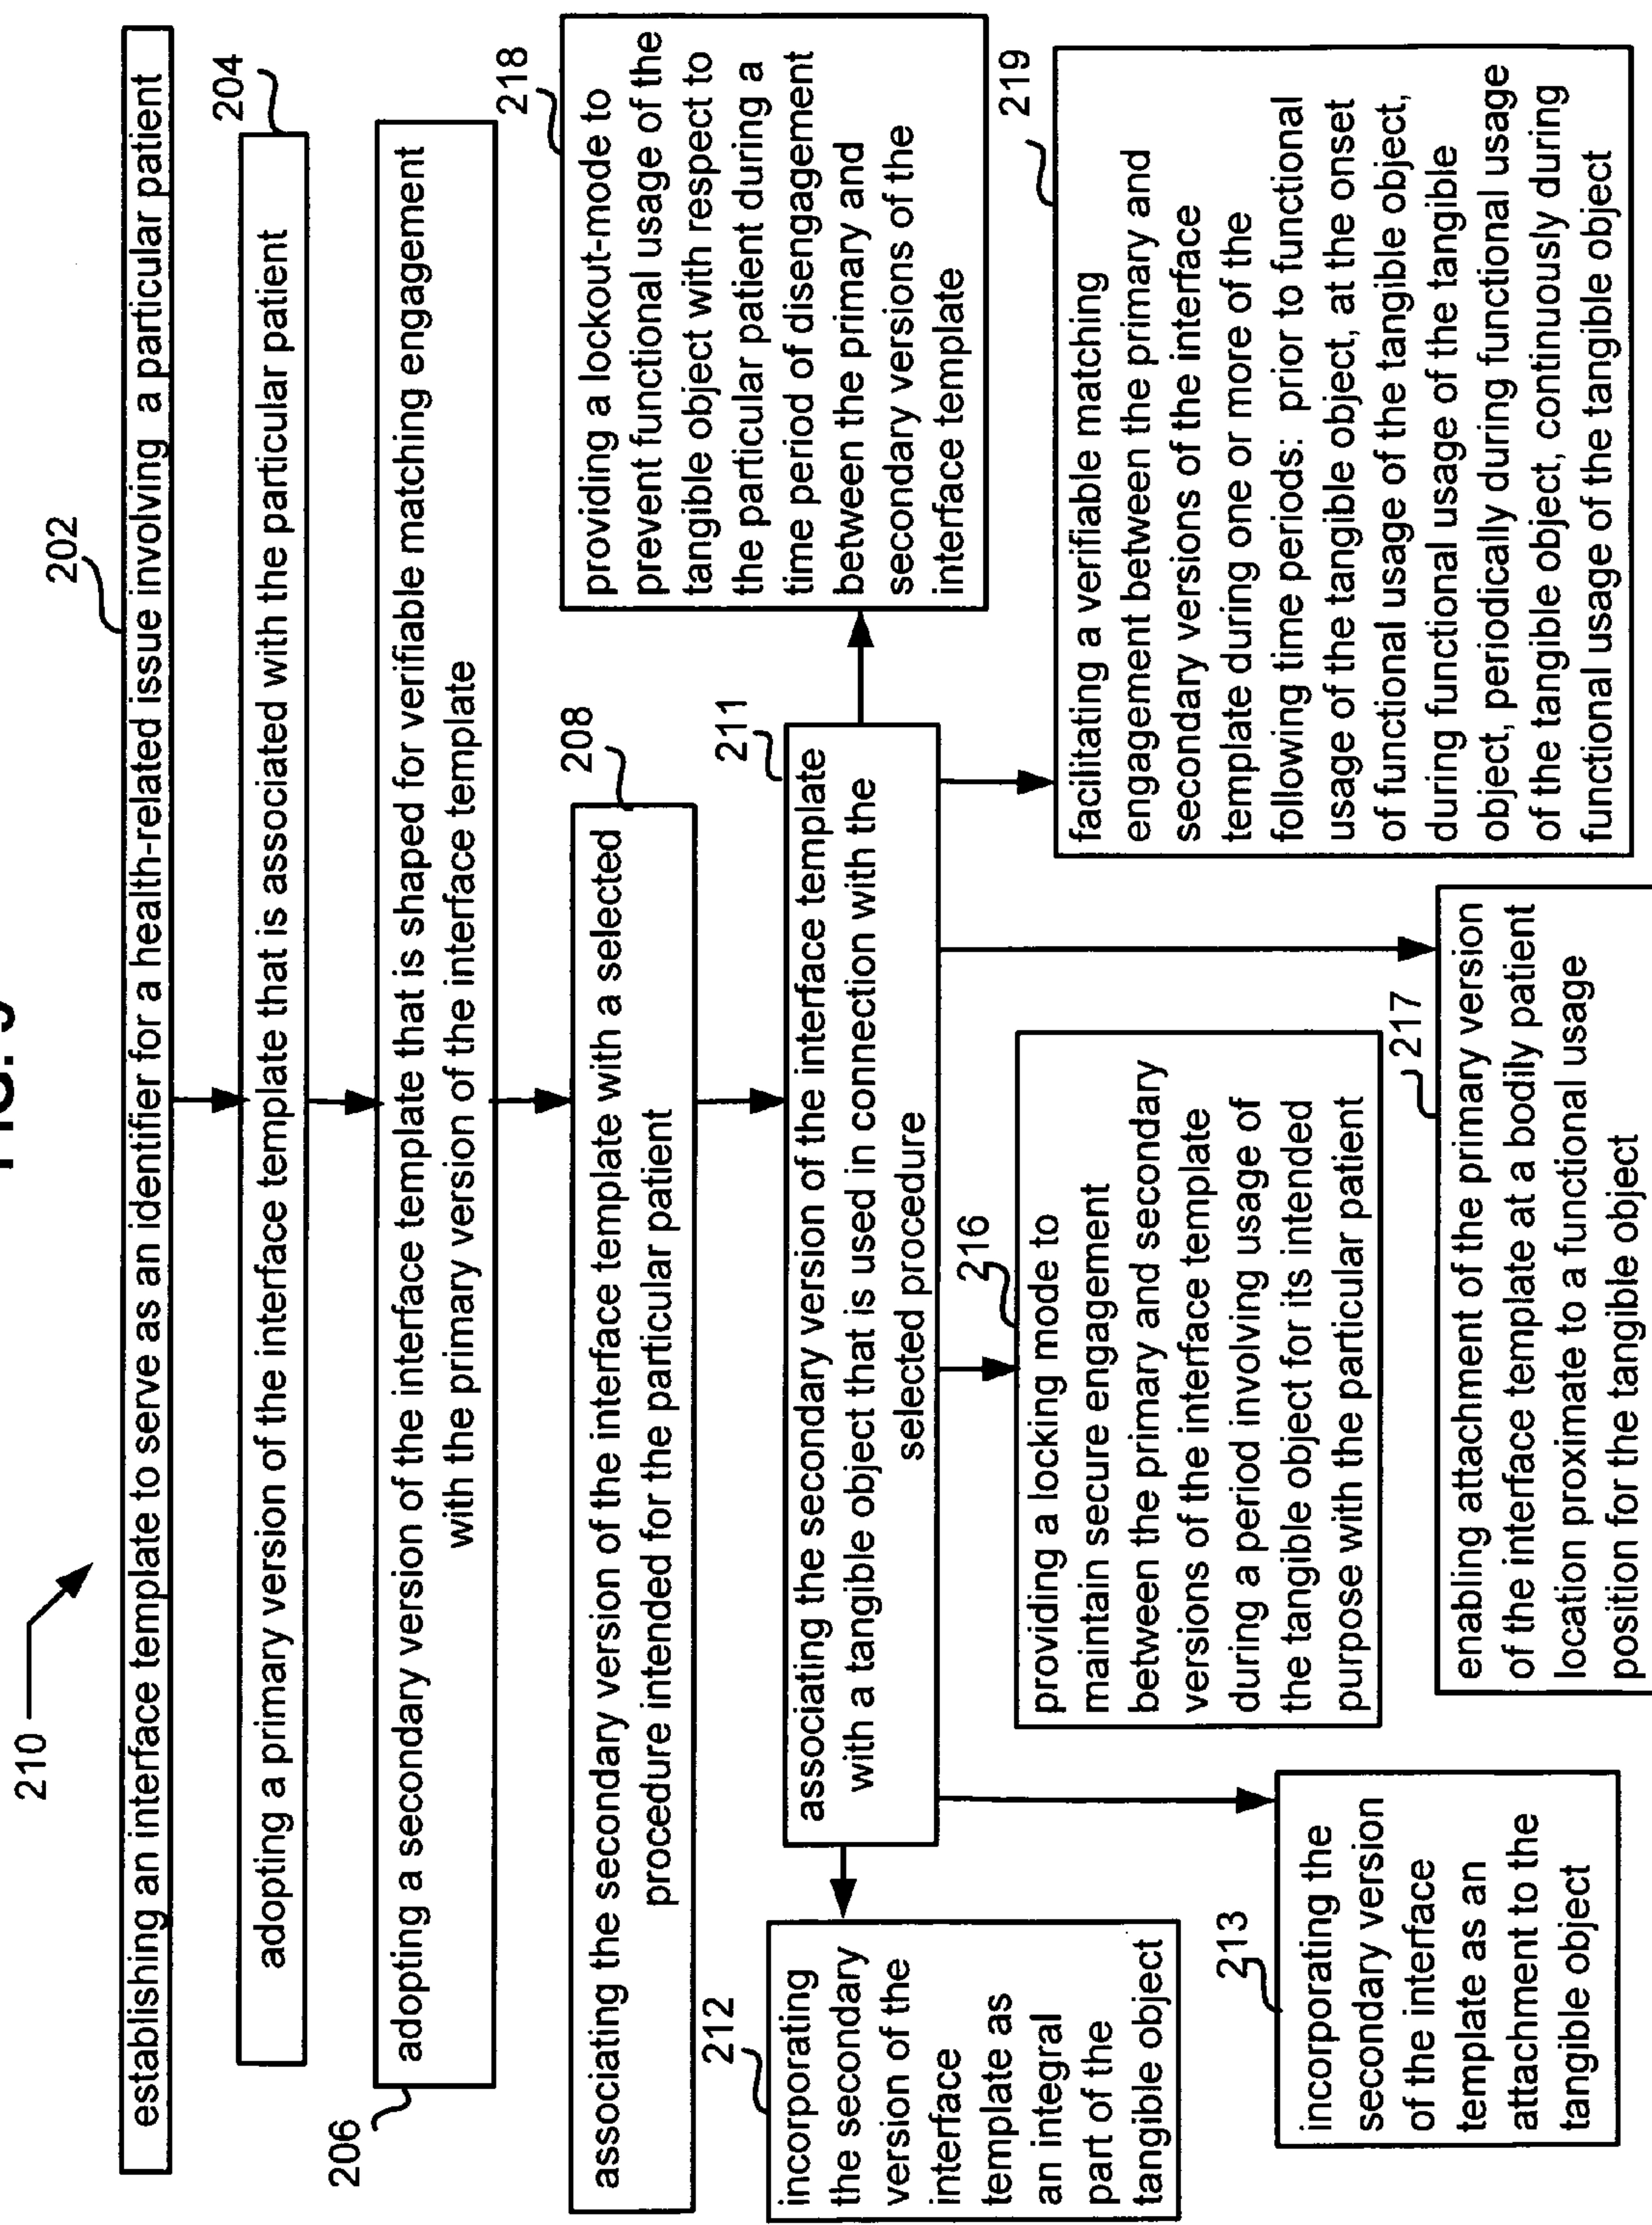 210
202
establishing an interface template to serve as an identifier for a health-related issue involving a particular patient
204
adopting a primary version of the interface template that is associated with the particular patient
206
adopting a secondary version of the interface template that is shaped for verifiable matching engagement
with the primary version of the interface template
208
associating the secondary version of the interface template with a selected
procedure intended for the particular patient
211
associating the secondary version of the interface template
with a tangible object that is used in connection with the
selected procedure
212
incorporating
the secondary
version of the
interface
template as
an integral
part of the
tangible object
213
incorporating the
secondary version
of the interface
template as an
attachment to the
tangible object
216
providing a locking mode to
maintain secure engagement
between the primary and secondary
versions of the interface template
during a period involving usage of
the tangible object for its intended
purpose with the particular patient
217
enabling attachment of the primary version
of the interface template at a bodily patient
location proximate to a functional usage
position for the tangible object
218
providing a lockout-mode to
prevent functional usage of the
tangible object with respect to
the particular patient during a
time period of disengagement
between the primary and
secondary versions of the
interface template
219
facilitating a verifiable matching
engagement between the primary and
secondary versions of the interface
template during one or more of the
following time periods: prior to functional
usage of the tangible object, at the onset
of functional usage of the tangible object,
during functional usage of the tangible
object, periodically during functional usage
of the tangible object, continuously during
functional usage of the tangible object